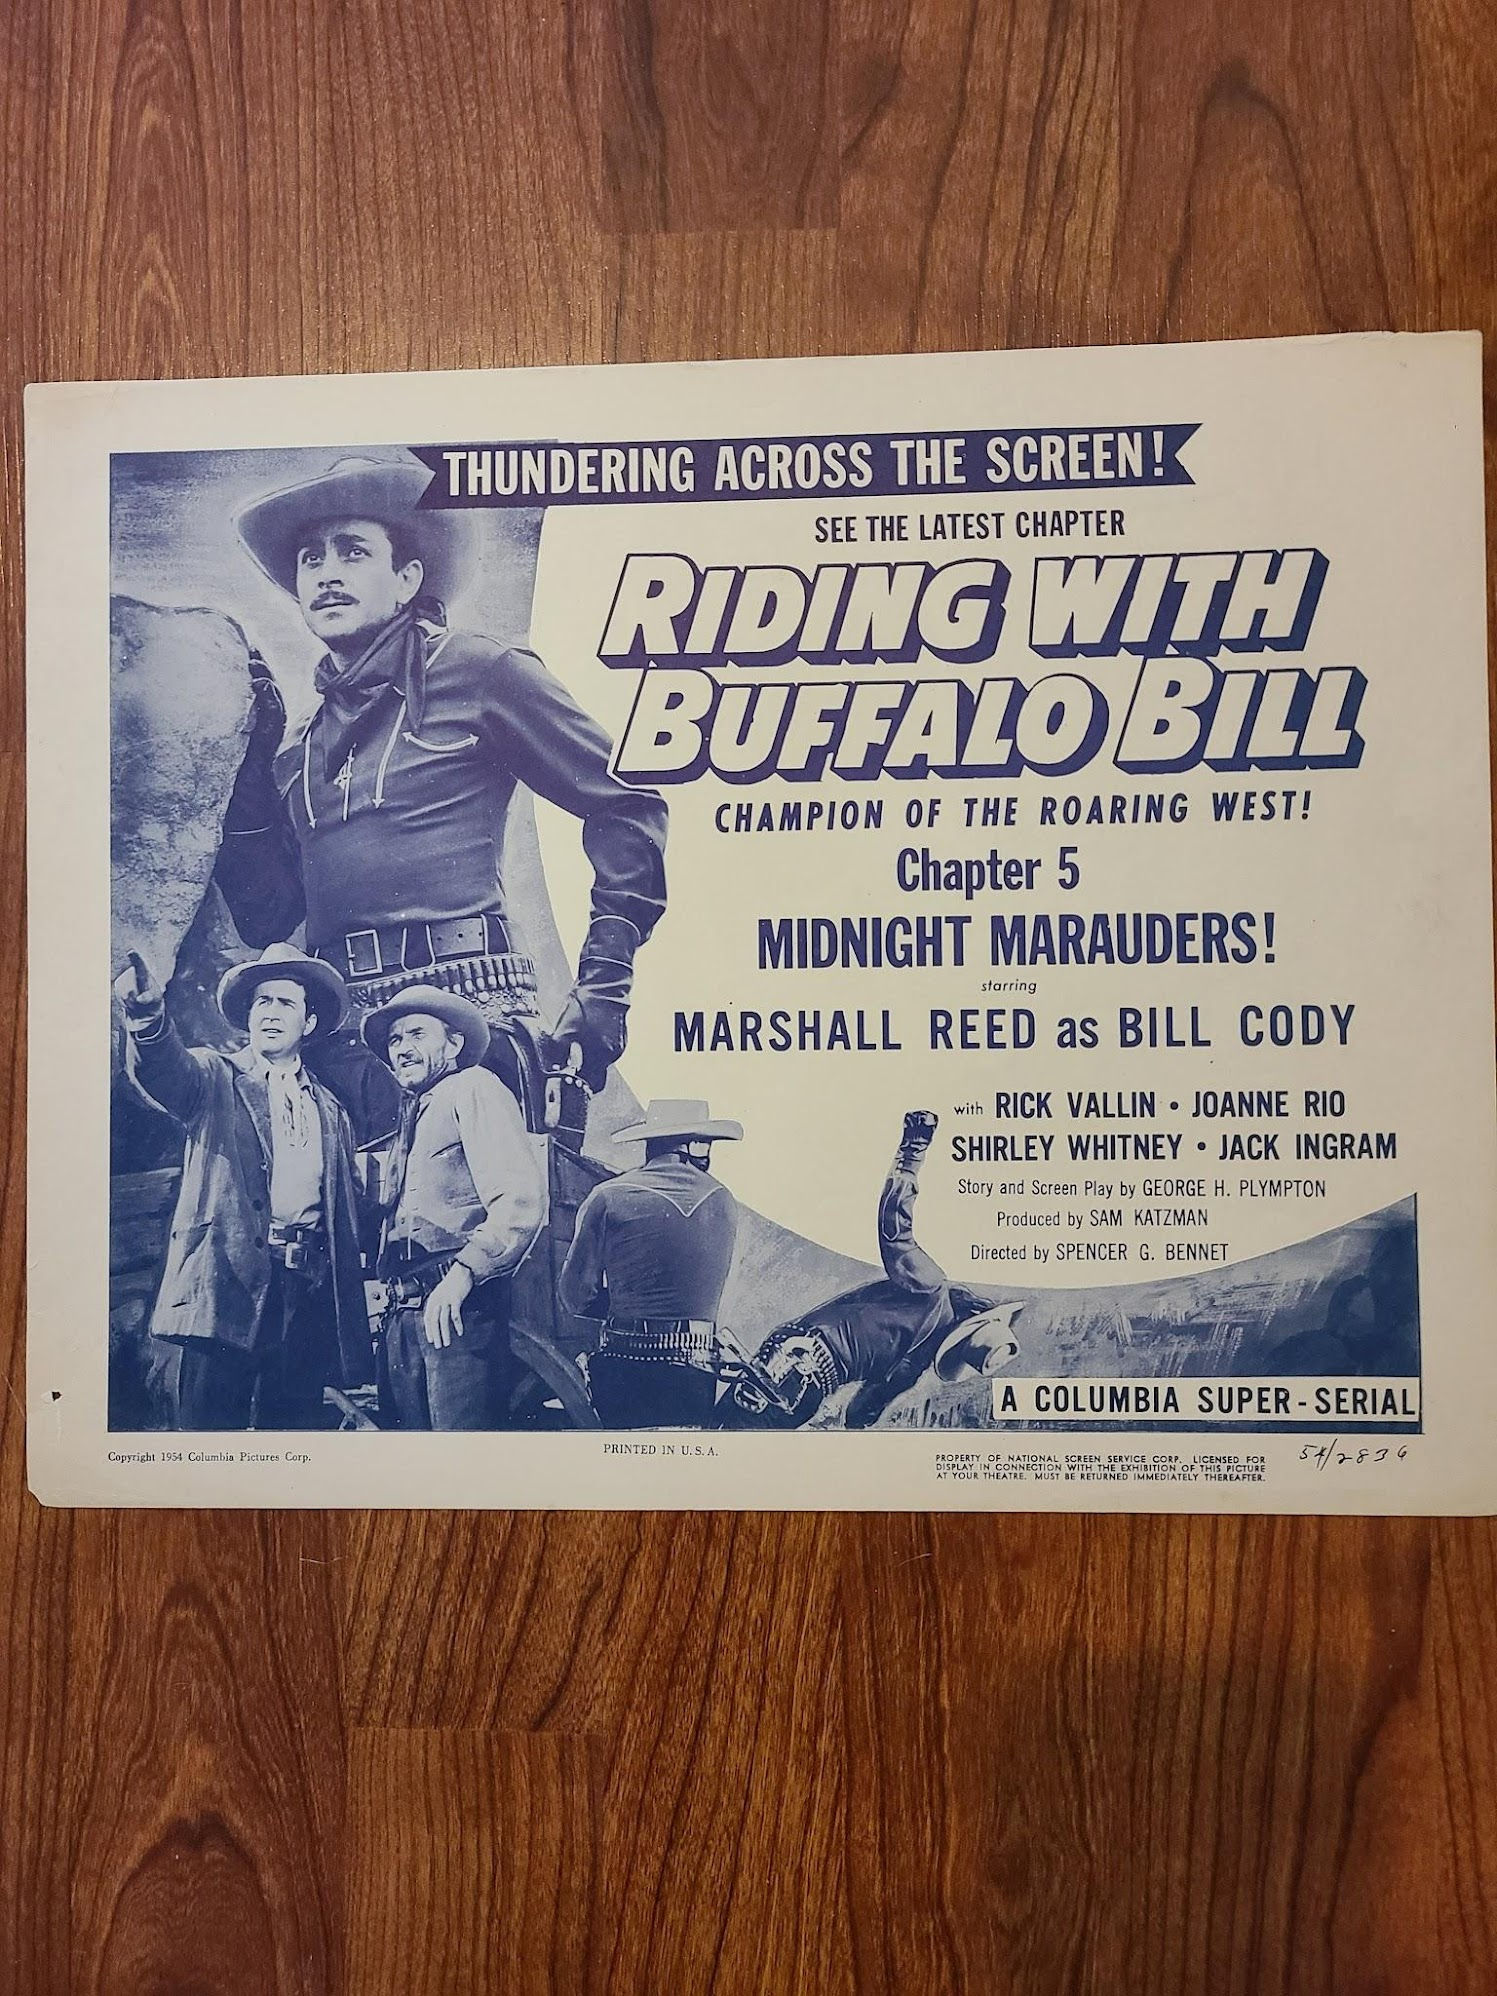 THUNDERING ACROSS THE SCREEN!
SEE THE LATEST CHAPTER
RIDING WITH
BUFFALO BILL
CHAMPION OF THE ROARING WEST!
Chapter 5
MIDNIGHT MARAUDERS!
starring
MARSHALL REED as BILL CODY
with RICK VALLIN • JOANNE RIO
SHIRLEY WHITNEY • JACK INGRAM
Story and Screen Play by GEORGE H. PLYMPTON
Produced by SAM KATZMAN
Directed by SPENCER G. BENNET
A COLUMBIA SUPER-SERIAL
Copyright 1954 Columbia Pictures Corp.
PRINTED IN U.S.A.
PROPERTY OF NATIONAL SCREEN SERVICE CORP. LICENSED FOR
DISPLAY IN CONNECTION WITH THE EXHIBITION OF THIS PICTURE
AT YOUR THEATRE. MUST BE RETURNED IMMEDIATELY THEREAFTER.
54/2836